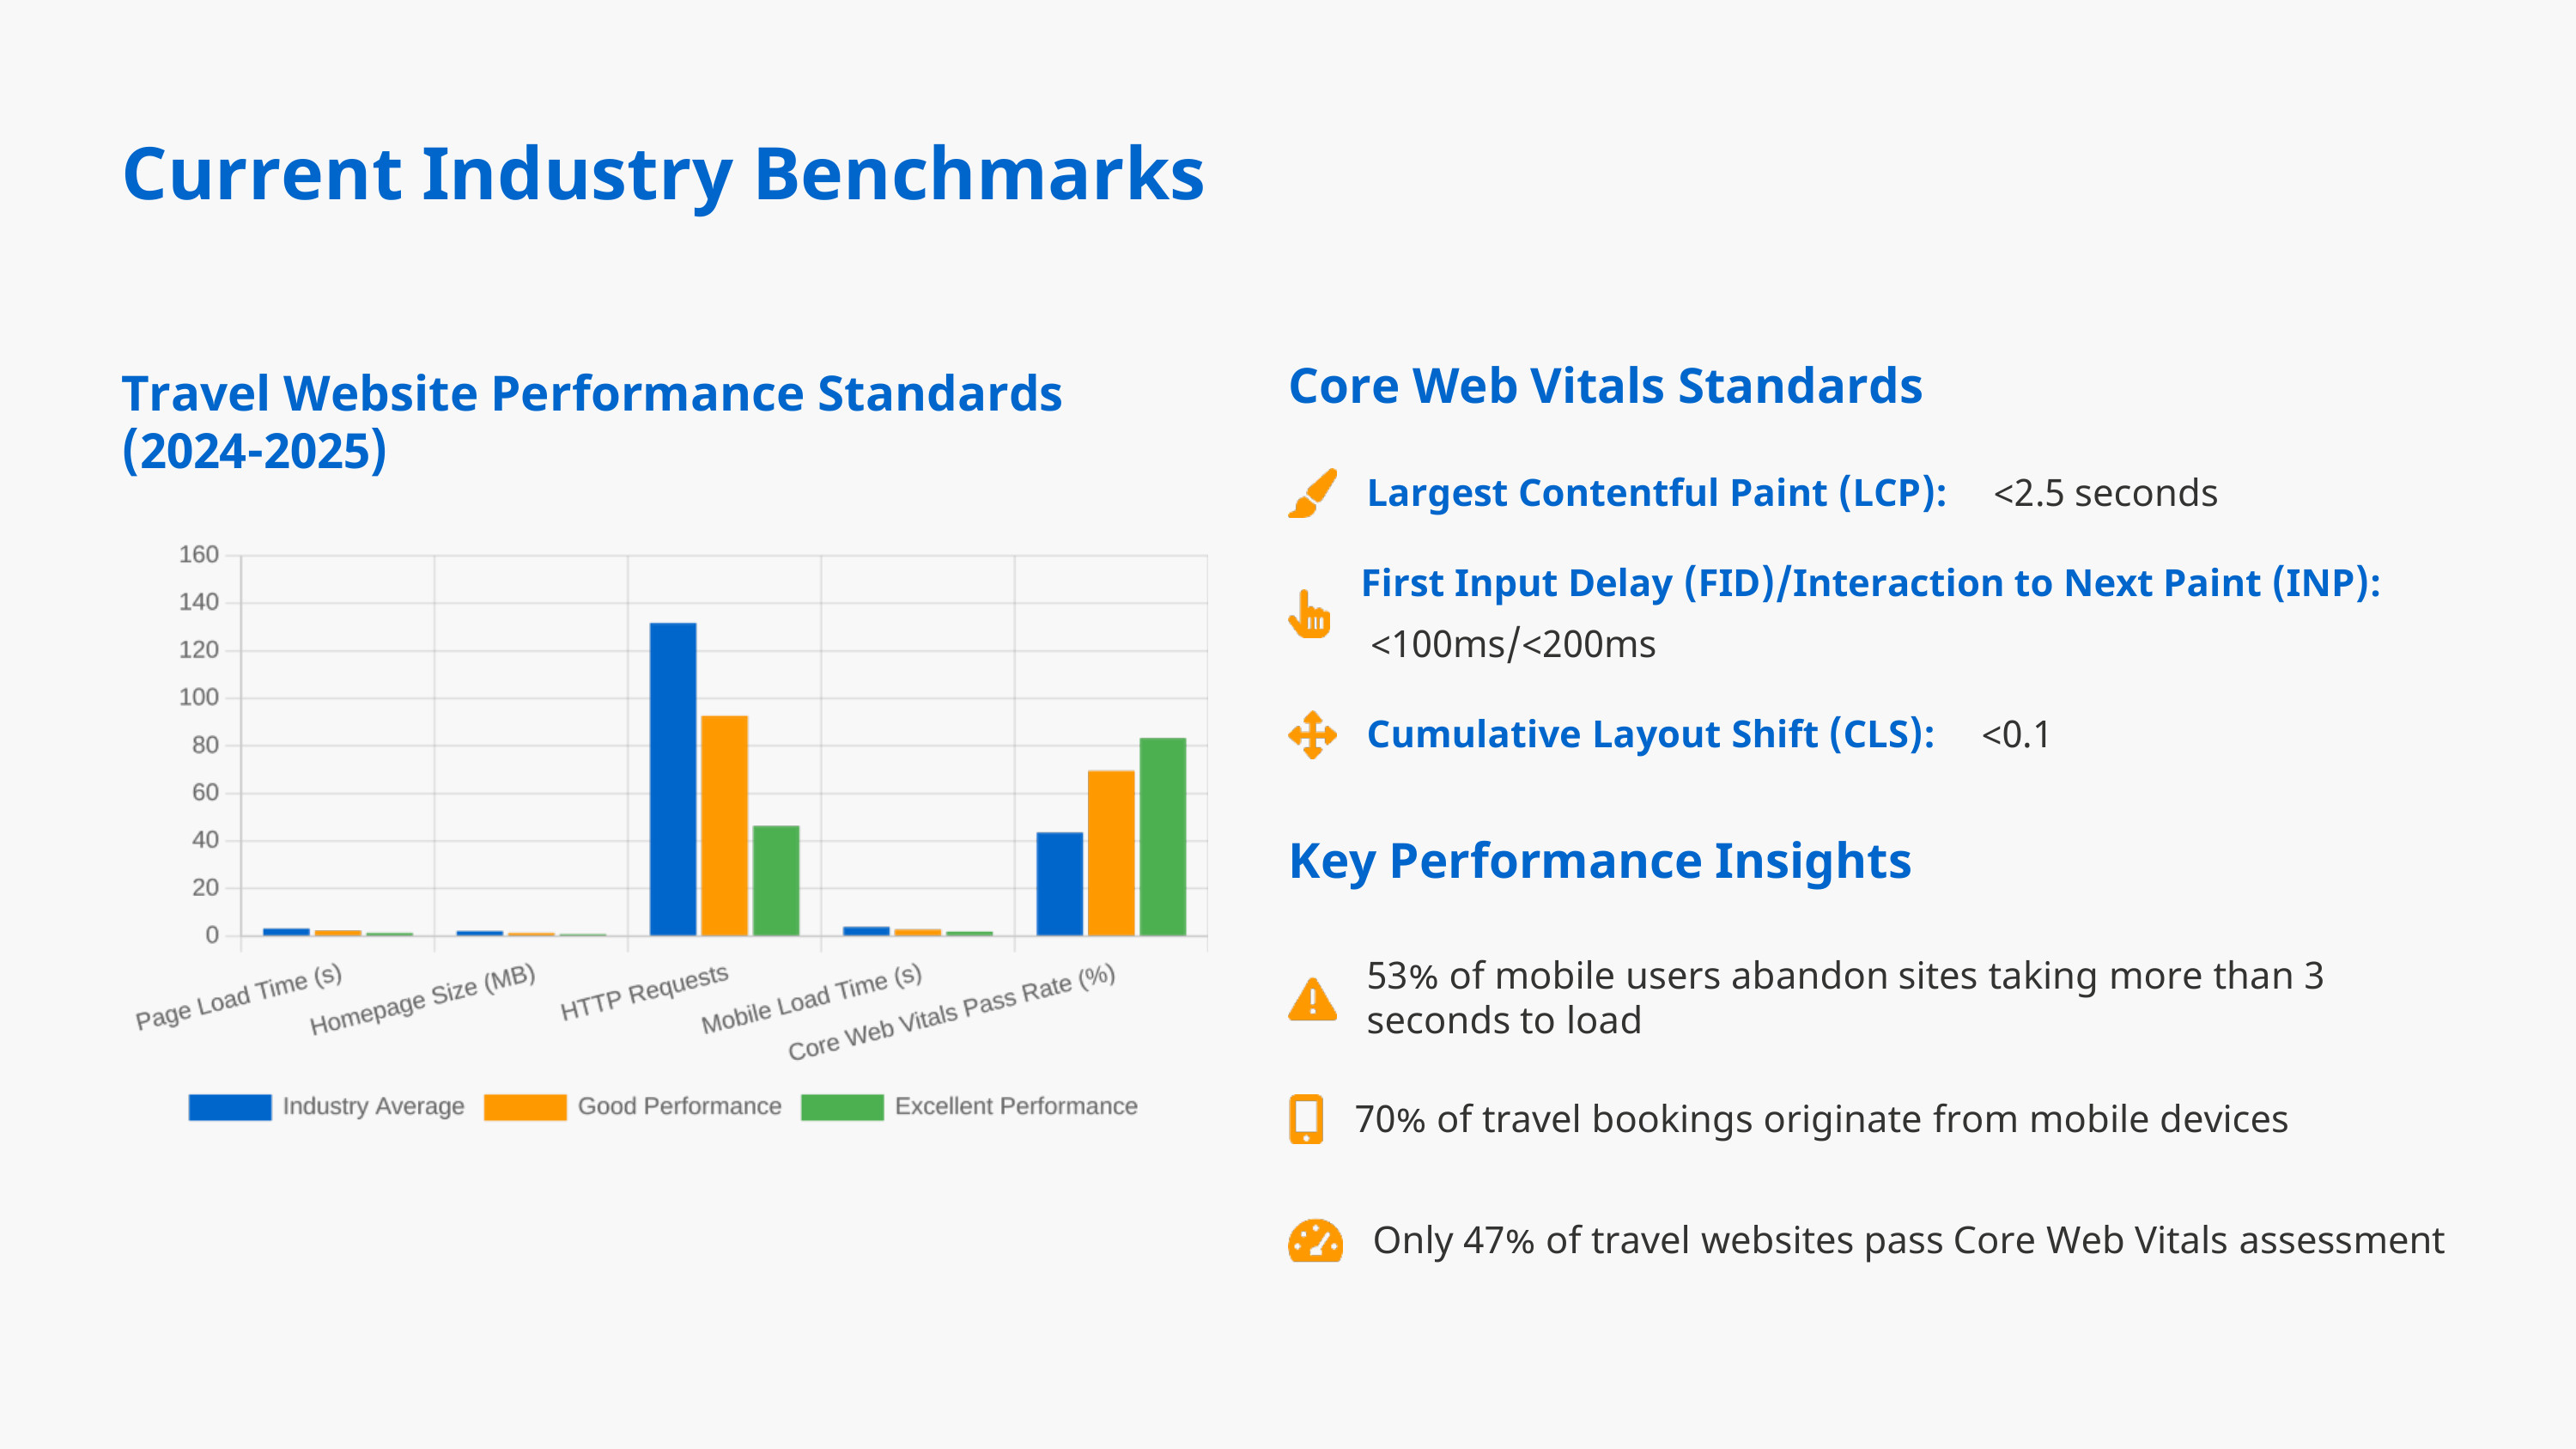 Current Industry Benchmarks
Travel Website Performance Standards
(2024-2025)
160
140
120
100
80
60
40
20
0
Page Load Time (s)
Homepage Size (MB)
HTTP Requests
Mobile Load Time (s)
Core Web Vitals Pass Rate (%)
Industry Average
Good Performance
Excellent Performance
Core Web Vitals Standards
Largest Contentful Paint (LCP): <2.5 seconds
First Input Delay (FID)/Interaction to Next Paint (INP):
<100ms/<200ms
Cumulative Layout Shift (CLS): <0.1
Key Performance Insights
53% of mobile users abandon sites taking more than 3
seconds to load
70% of travel bookings originate from mobile devices
Only 47% of travel websites pass Core Web Vitals assessment